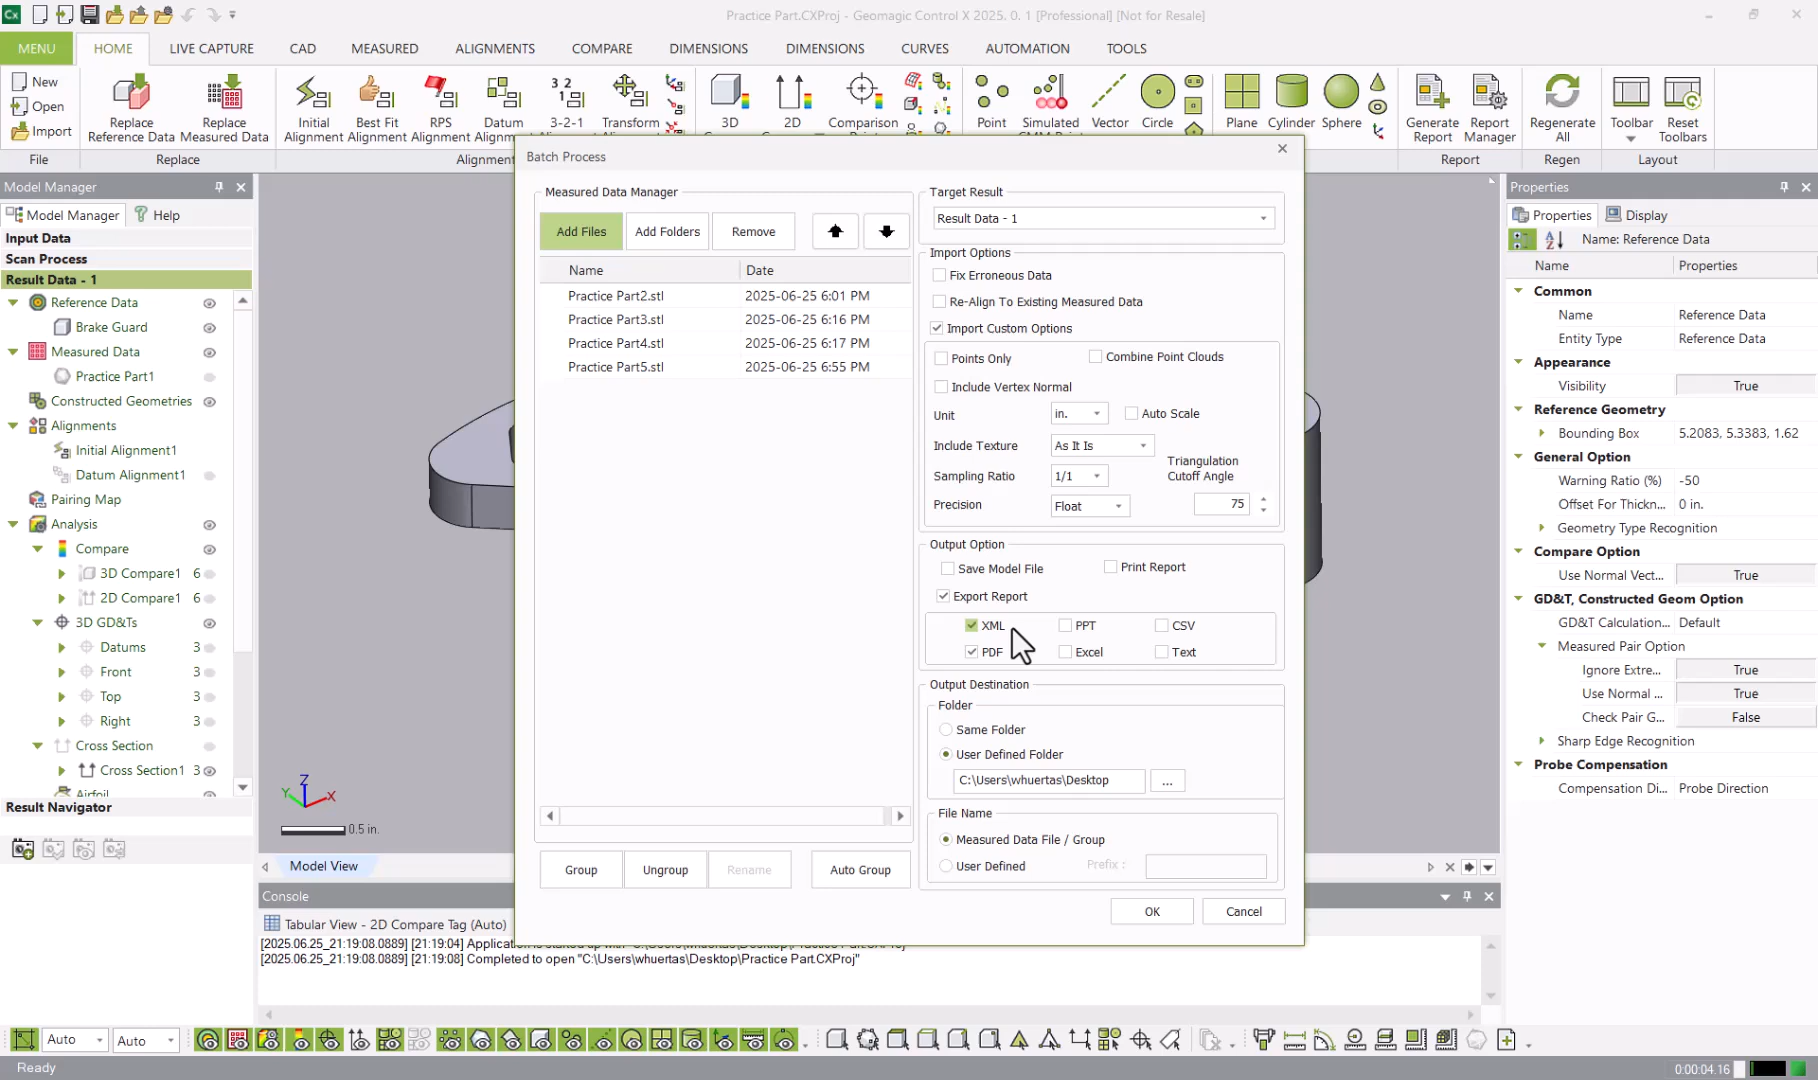 Practice Part.CXProj - Geomagic Control X 2025. 0. 1 [Professional] [Not for Resale]
MENU HOME LIVE CAPTURE CAD MEASURED ALIGNMENTS COMPARE DIMENSIONS DIMENSIONS CURVES AUTOMATION TOOLS
New
Open
Import
Replace Reference Data
Replace Measured Data
Initial Alignment
Best Fit Alignment
RPS Alignment
Datum
3-2-1
Transform
3D
2D
Comparison
Point
Simulated
Vector
Circle
Plane
Cylinder
Sphere
Generate Report
Report Manager
Regenerate All
Toolbar
Reset Toolbars
File Replace Report Regen Layout
Model Manager
Model Manager Help
Input Data
Scan Process
Result Data - 1
Reference Data
Brake Guard
Measured Data
Practice Part1
Constructed Geometries
Alignments
Initial Alignment1
Datum Alignment1
Pairing Map
Analysis
Compare
3D Compare1 6
2D Compare1 6
3D GD&Ts
Datums 3
Front 3
Top 3
Right 3
Cross Section
Cross Section1 3
Airfoil
Result Navigator
Z
Y X
0.5 in.
Model View
Console
Tabular View - 2D Compare Tag (Auto)
[2025.06.25_21:19:08.0889] [21:19:08] Completed to open "C:\Users\whuertas\Desktop\Practice Part.CXProj"
Batch Process
Measured Data Manager
Add Files Add Folders Remove
Name Date
Practice Part2.stl 2025-06-25 6:01 PM
Practice Part3.stl 2025-06-25 6:16 PM
Practice Part4.stl 2025-06-25 6:17 PM
Practice Part5.stl 2025-06-25 6:55 PM
Group Ungroup Rename Auto Group
Target Result
Result Data - 1
Import Options
Fix Erroneous Data
Re-Align To Existing Measured Data
Import Custom Options
Points Only Combine Point Clouds
Include Vertex Normal
Unit in. Auto Scale
Include Texture As It Is
Sampling Ratio 1/1 Triangulation Cutoff Angle
Precision Float 75
Output Option
Save Model File Print Report
Export Report
XML PPT CSV
PDF Excel Text
Output Destination
Folder
Same Folder
User Defined Folder
C:\Users\whuertas\Desktop ...
File Name
Measured Data File / Group
User Defined Prefix :
OK Cancel
Properties
Properties Display
Name: Reference Data
Name Properties
Common
Name Reference Data
Entity Type Reference Data
Appearance
Visibility True
Reference Geometry
Bounding Box 5.2083, 5.3383, 1.62
General Option
Warning Ratio (%) -50
Offset For Thickn... 0 in.
Geometry Type Recognition
Compare Option
Use Normal Vect... True
GD&T, Constructed Geom Option
GD&T Calculation... Default
Measured Pair Option
Ignore Extre... True
Use Normal ... True
Check Pair G... False
Sharp Edge Recognition
Probe Compensation
Compensation Di... Probe Direction
Auto Auto
Ready 0:00:04.16